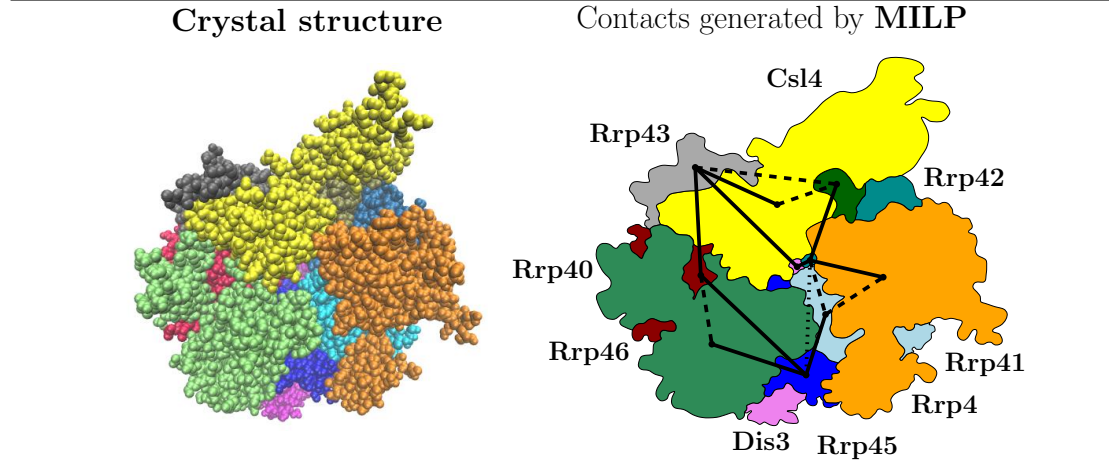 Crystal structure
Contacts generated by MILP
Csl4
Rrp43
Rrp42
Rrp40
Rrp46
Rrp41
Rrp4
Dis3
Rrp45